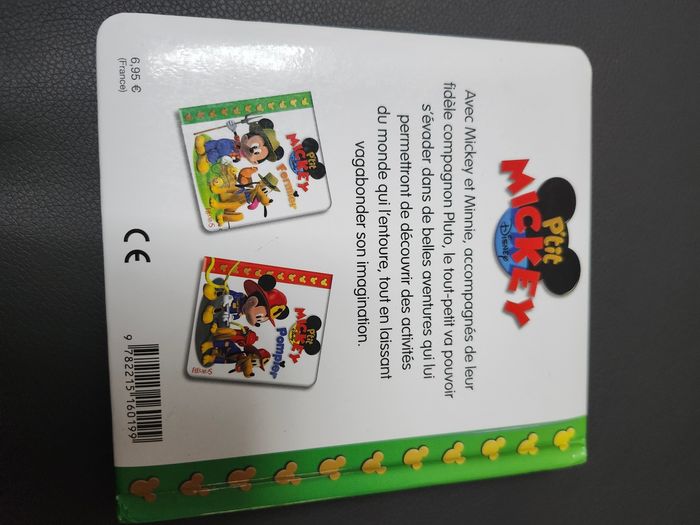 P'tit
MICKEY
DISNEY
Avec Mickey et Minnie, accompagnés de leur
fidèle compagnon Pluto, le tout-petit va pouvoir
s'évader dans de belles aventures qui lui
permettront de découvrir des activités
du monde qui l'entoure, tout en laissant
vagabonder son imagination.
P'tit
MICKEY
Fermier
FLEURUS
P'tit
MICKEY
Pompier
FLEURUS
6,95 €
(France)
CE
9 782215 160199